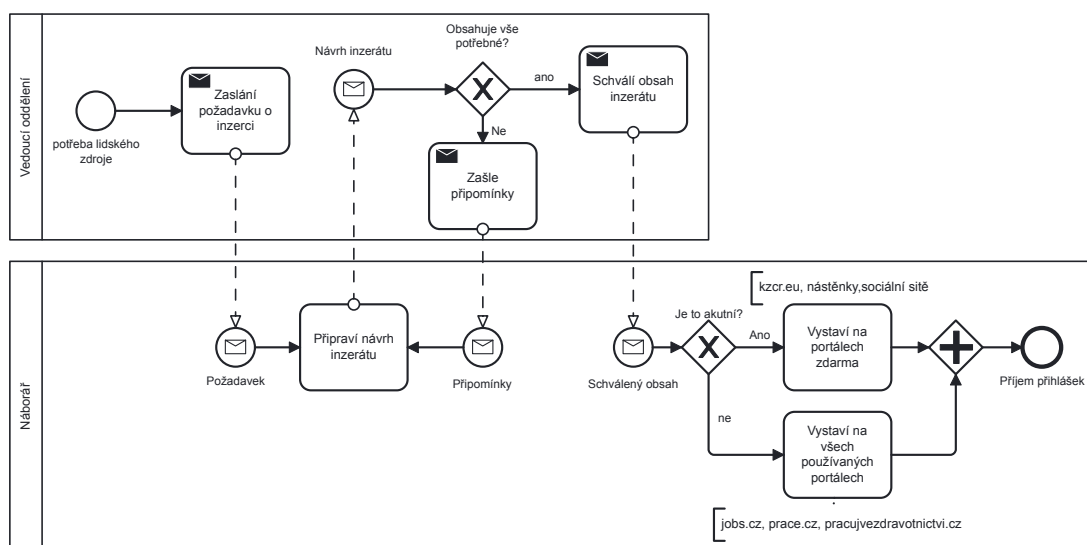 Vedoucí oddělení
potřeba lidského
zdroje
Zaslání
požadavku o
inzerci
Návrh inzerátu
Obsahuje vše
potřebné?
ano
Ne
Schválí obsah
inzerátu
Zašle
připomínky
Náborář
Požadavek
Připraví návrh
inzerátu
Připomínky
Schválený obsah
Je to akutní?
Ano
ne
kzcr.eu, nástěnky,sociální sitě
Vystaví na
portálech
zdarma
Vystaví na
všech
používaných
portálech
jobs.cz, prace.cz, pracujvezdravotnictvi.cz
Příjem přihlášek